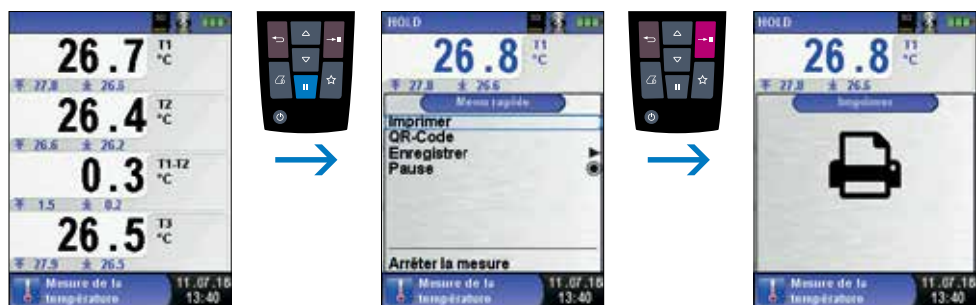 26.7 T1 °C
27.8 26.5
26.4 T2 °C
26.6 26.2
0.3 T1-T2 °C
1.5 0.2
26.5 T3 °C
27.9 26.5
Mesure de la température 11.07.16 13:40
HOLD
26.8 T1 °C
27.8 26.6
Menu rapide
Imprimer
QR-Code
Enregistrer
Pause
Arrêter la mesure
Mesure de la température 11.07.16 13:40
HOLD
26.8 T1 °C
27.8 26.6
Imprimer
Mesure de la température 11.07.16 13:40